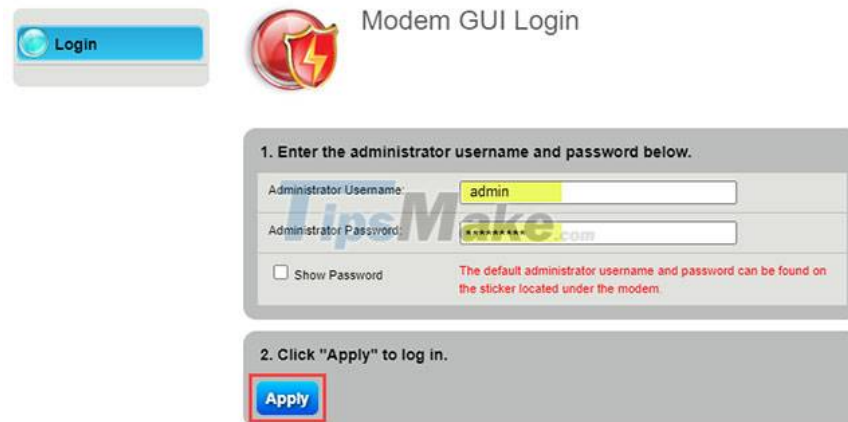 Login
Modem GUI Login
1. Enter the administrator username and password below.
Administrator Username:
admin
TipsMake.com
Administrator Password:
*********
Show Password
The default administrator username and password can be found on
the sticker located under the modem.
2. Click "Apply" to log in.
Apply